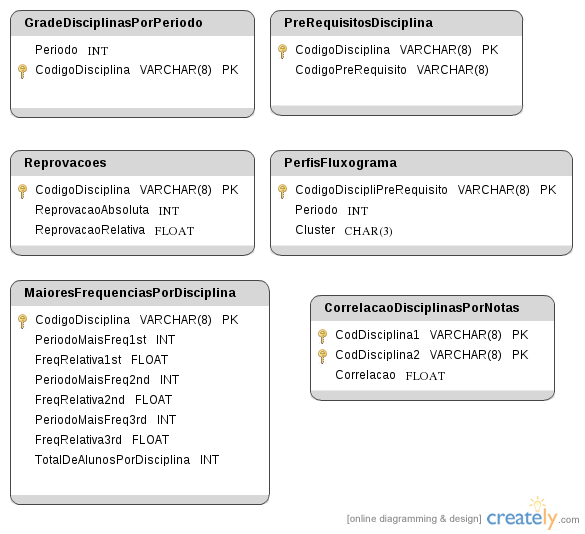 GradeDisciplinasPorPeriodo
Periodo INT
CodigoDisciplina VARCHAR(8) PK
PreRequisitosDisciplina
CodigoDisciplina VARCHAR(8) PK
CodigoPreRequisito VARCHAR(8)
Reprovacoes
CodigoDisciplina VARCHAR(8) PK
ReprovacaoAbsoluta INT
ReprovacaoRelativa FLOAT
PerfisFluxograma
CodigoDiscipliPreRequisito VARCHAR(8) PK
Periodo INT
Cluster CHAR(3)
MaioresFrequenciasPorDisciplina
CodigoDisciplina VARCHAR(8) PK
PeriodoMaisFreq1st INT
FreqRelativa1st FLOAT
PeriodoMaisFreq2nd INT
FreqRelativa2nd FLOAT
PeriodoMaisFreq3rd INT
FreqRelativa3rd FLOAT
TotalDeAlunosPorDisciplina INT
CorrelacaoDisciplinasPorNotas
CodDisciplina1 VARCHAR(8) PK
CodDisciplina2 VARCHAR(8) PK
Correlacao FLOAT
[online diagramming & design] creately.com